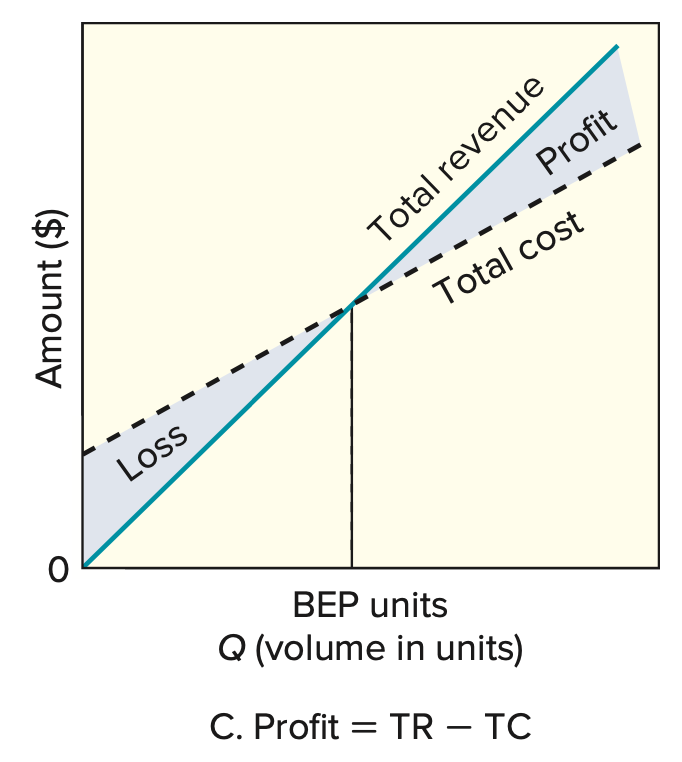 Total revenue
Profit
Total cost
Amount ($)
Loss
0
BEP units
Q (volume in units)
C. Profit = TR − TC